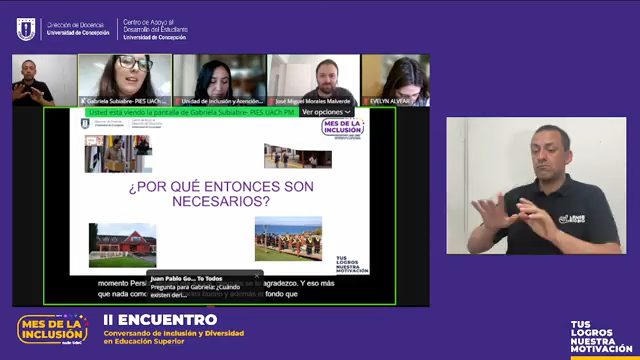 Dirección de Docencia
Universidad de Concepción
Centro de Apoyo al
Desarrollo del Estudiante
Universidad de Concepción
Gabriela Subiabre- PIES UACh ...
Unidad de Inclusión y Atención...
José Miguel Morales Malverde
EVELYN ALVEAR
Usted está viendo la pantalla de Gabriela Subiabre- PIES UACh PM
Ver opciones
MES DE LA
INCLUSIÓN
¿POR QUÉ ENTONCES SON
NECESARIOS?
TUS
LOGROS
NUESTRA
MOTIVACIÓN
Juan Pablo Go... To Todos
Pregunta para Gabriela: ¿Cuándo
existen deri...
momento agradezco. Y eso más
que nada fondo que
MES DE LA
INCLUSIÓN
II ENCUENTRO
Conversando de Inclusión y Diversidad
en Educación Superior
TUS
LOGROS
NUESTRA
MOTIVACIÓN